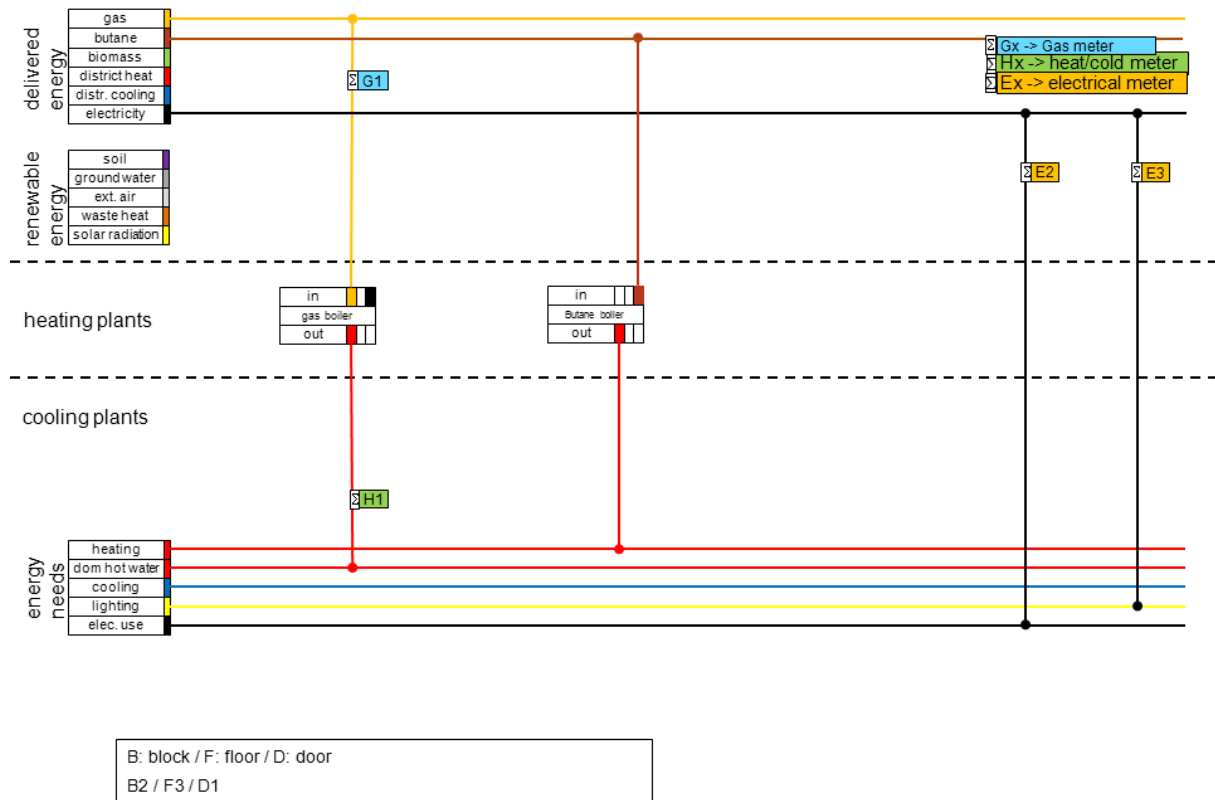 delivered energy
gas
butane
biomass
district heat
distr. cooling
electricity
Σ G1
Σ Gx -> Gas meter
Σ Hx -> heat/cold meter
Σ Ex -> electrical meter
renewable energy
soil
ground water
ext. air
waste heat
solar radiation
Σ E2
Σ E3
heating plants
in
gas boiler
out
in
Butane boiler
out
cooling plants
Σ H1
energy needs
heating
dom hot water
cooling
lighting
elec. use
B: block / F: floor / D: door
B2 / F3 / D1